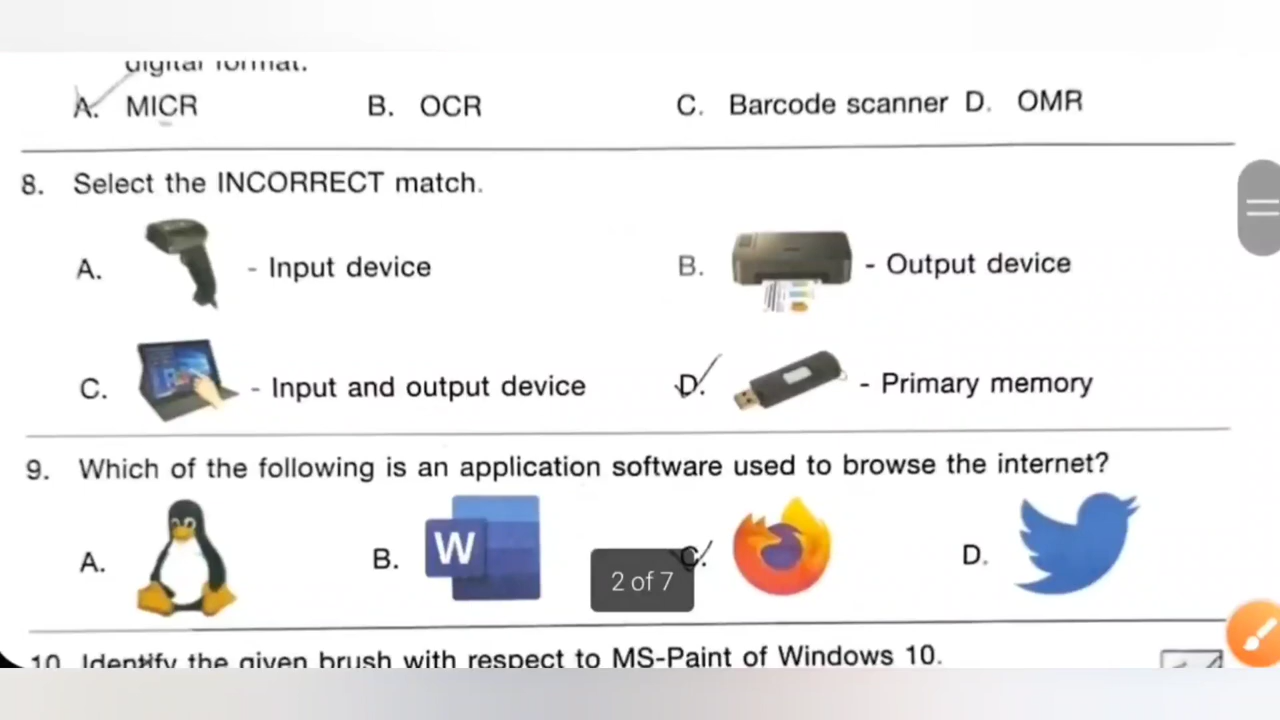 digital format.
A. MICR B. OCR C. Barcode scanner D. OMR
8. Select the INCORRECT match.
A. - Input device B. - Output device
C. - Input and output device D. - Primary memory
9. Which of the following is an application software used to browse the internet?
A. B. W C. D.
2 of 7
10. Identify the given brush with respect to MS-Paint of Windows 10.